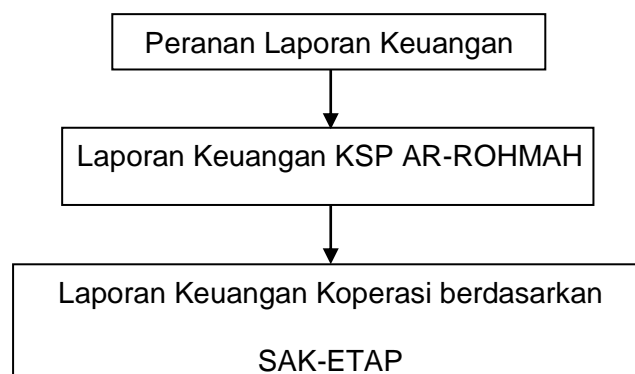 Peranan Laporan Keuangan
Laporan Keuangan KSP AR-ROHMAH
Laporan Keuangan Koperasi berdasarkan
SAK-ETAP